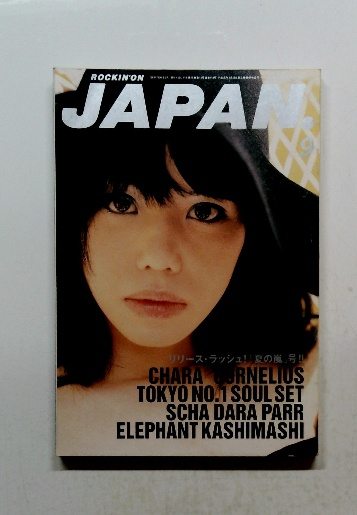 ROCKIN'ON
JAPAN.
リリース・ラッシュ! 夏の嵐 号!!
CHARA CORNELIUS
TOKYO NO.1 SOUL SET
SCHA DARA PARR
ELEPHANT KASHIMASHI